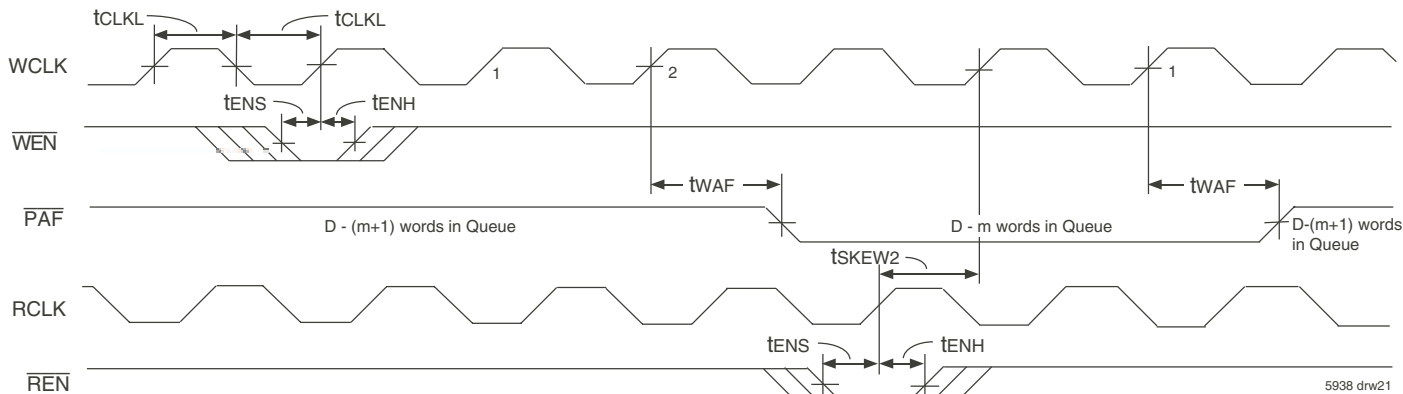 tCLKL tCLKL
WCLK 1 2 1
tENS tENH
WEN
tWAF tWAF
PAF D - (m+1) words in Queue D - m words in Queue D-(m+1) words
in Queue
tSKEW2
RCLK
tENS tENH
REN
5938 drw21